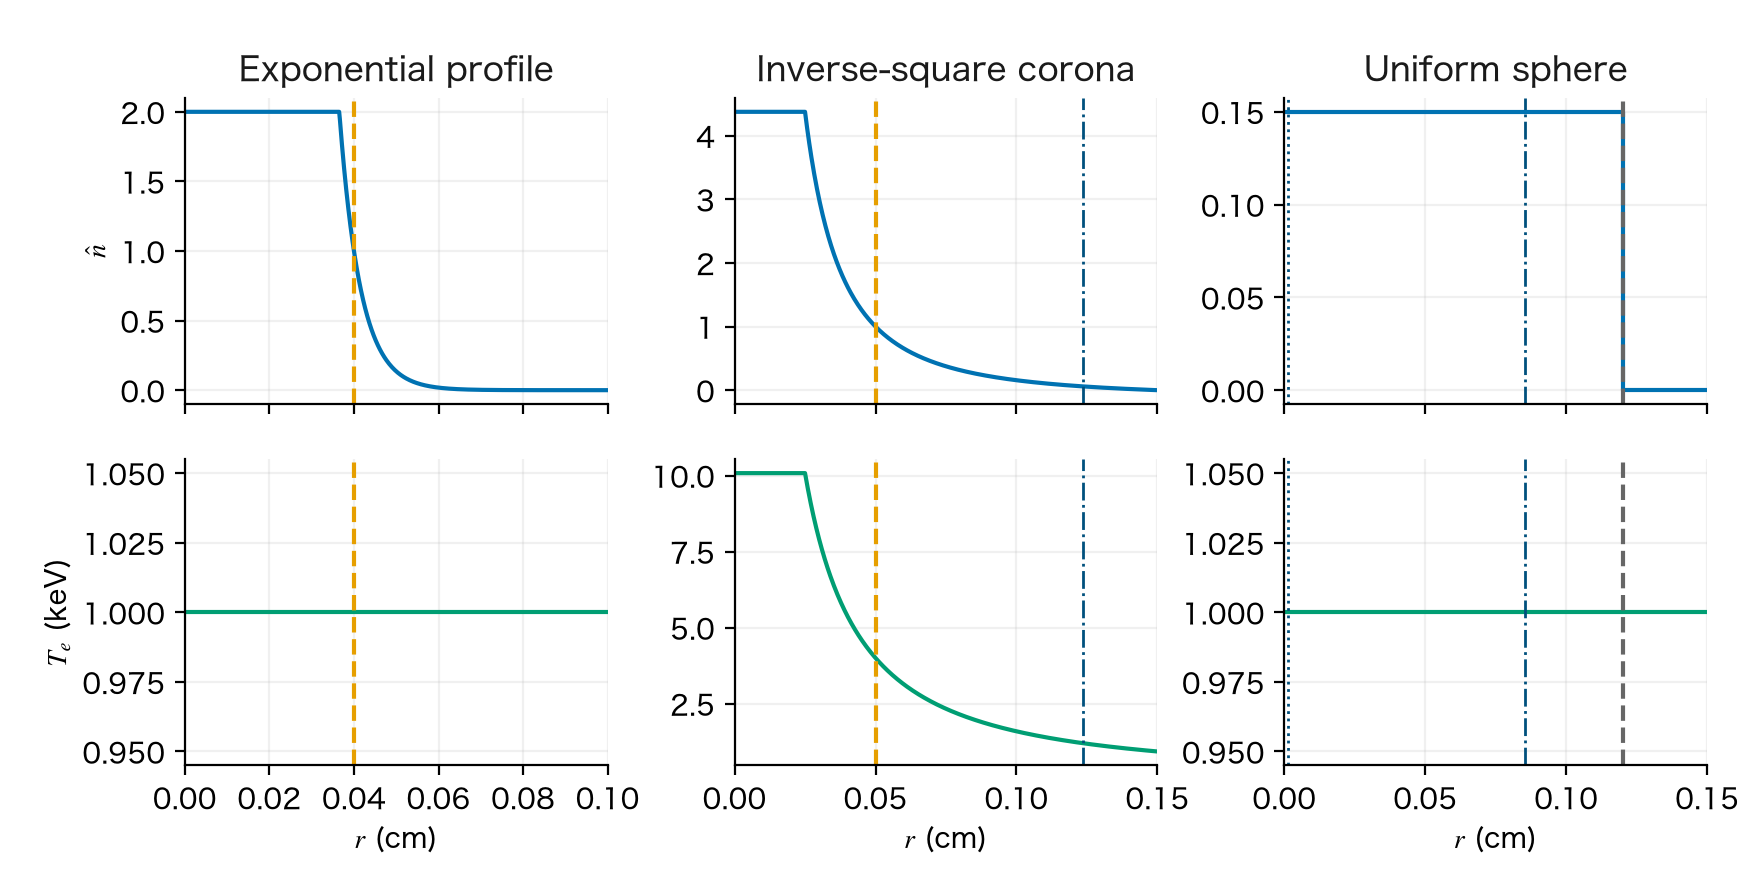 Exponential profile
Inverse-square corona
Uniform sphere
n̂
2.0
1.5
1.0
0.5
0.0
4
3
2
1
0
0.15
0.10
0.05
0.00
T_e (keV)
1.050
1.025
1.000
0.975
0.950
10.0
7.5
5.0
2.5
1.050
1.025
1.000
0.975
0.950
0.00 0.02 0.04 0.06 0.08 0.10
0.00 0.05 0.10 0.15
0.00 0.05 0.10 0.15
r (cm)
r (cm)
r (cm)